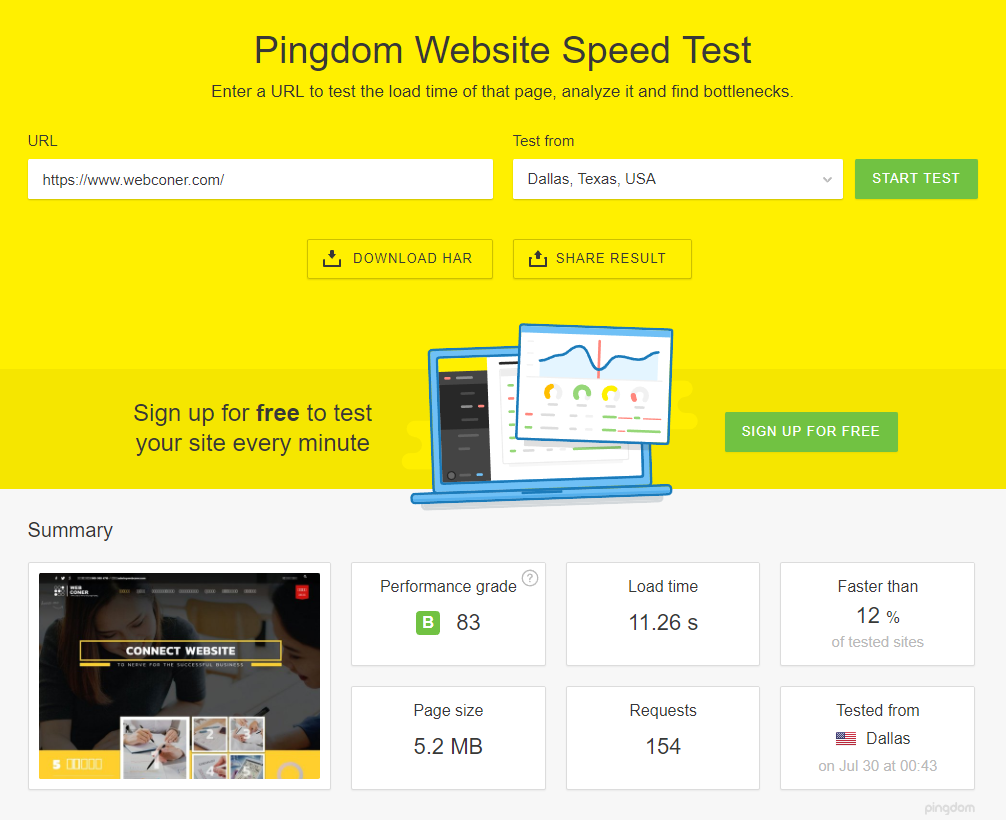 Pingdom Website Speed Test
Enter a URL to test the load time of that page, analyze it and find bottlenecks.
URL
Test from
https://www.webconer.com/
Dallas, Texas, USA
START TEST
DOWNLOAD HAR
SHARE RESULT
Sign up for free to test
your site every minute
SIGN UP FOR FREE
Summary
WEB
CONER
CONNECT WEBSITE
TO NERVE FOR THE SUCCESSFUL BUSINESS
2
3
4
5
5
Performance grade
?
B 83
Load time
11.26 s
Faster than
12 %
of tested sites
Page size
5.2 MB
Requests
154
Tested from
Dallas
on Jul 30 at 00:43
pingdom